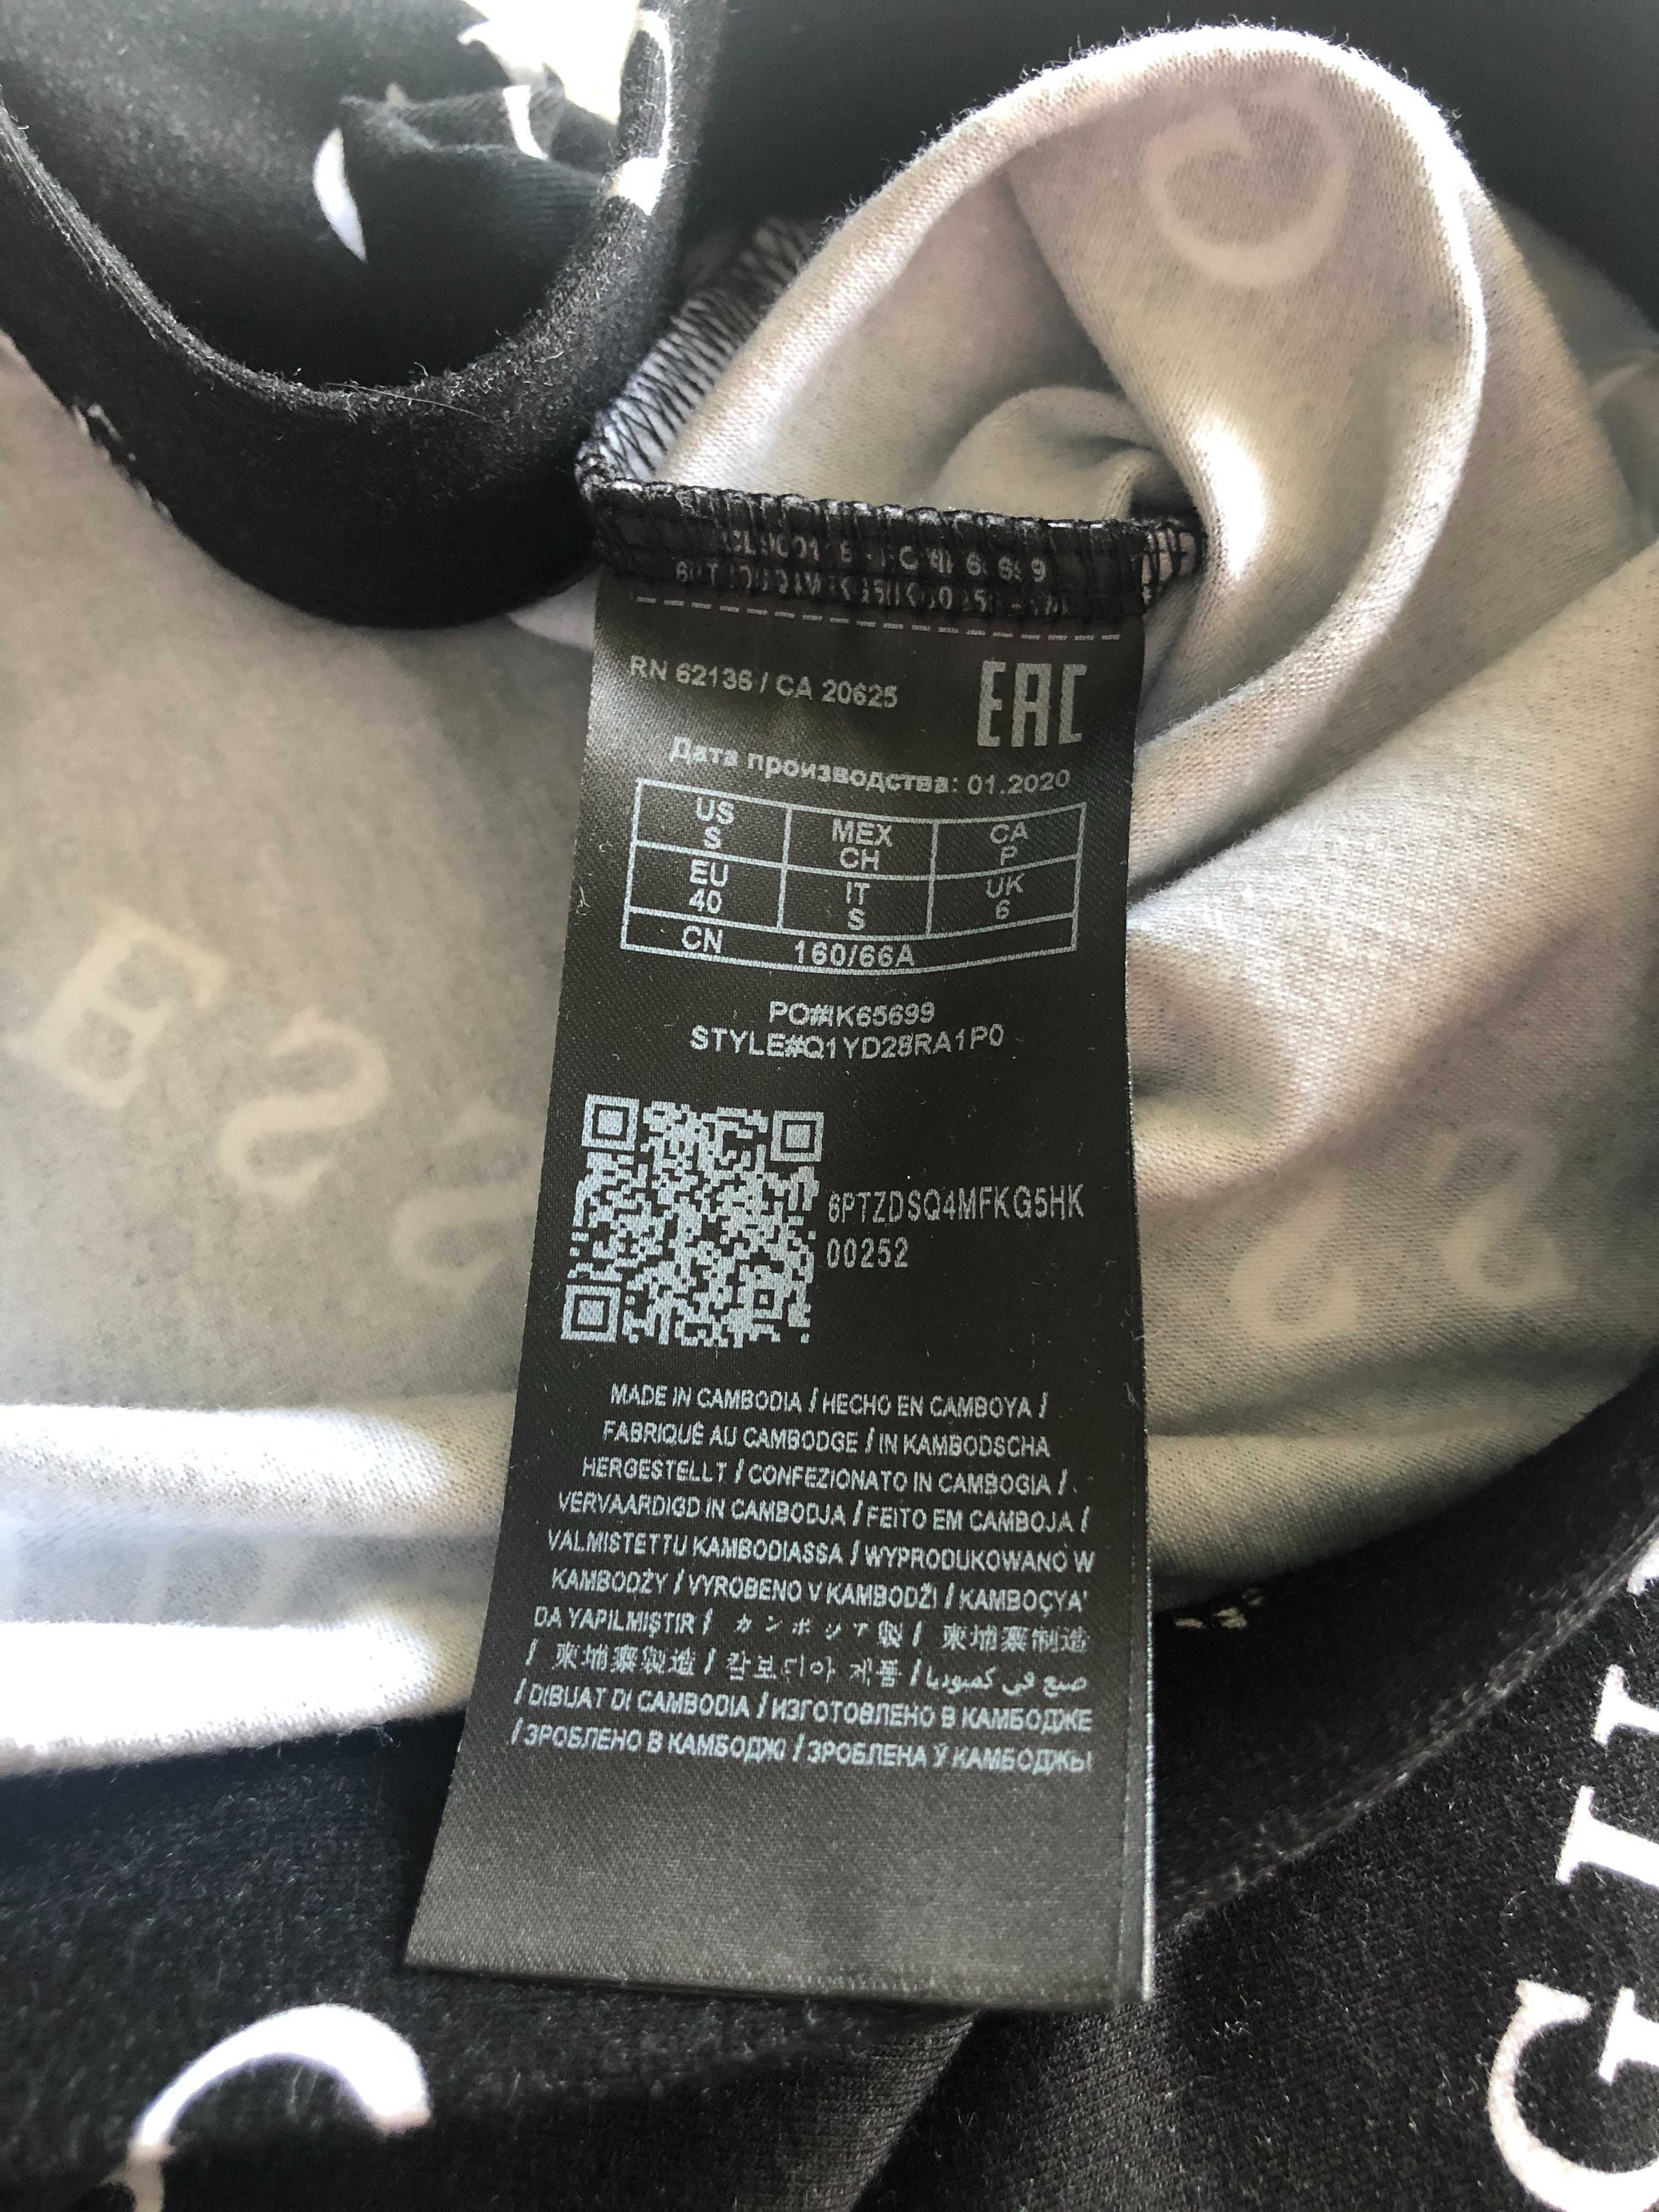 RN 62136 / CA 20625
EAC
Дата производства: 01.2020
US S
MEX CH
CA P
EU 40
IT S
UK 6
CN 160/66A
PO#IK65699
STYLE#Q1YD28RA1P0
6PTZDSQ4MFKG5HK
00252
MADE IN CAMBODIA / HECHO EN CAMBOYA /
FABRIQUÉ AU CAMBODGE / IN KAMBODSCHA
HERGESTELLT / CONFEZIONATO IN CAMBOGIA /
VERVAARDIGD IN CAMBODJA / FEITO EM CAMBOJA /
VALMISTETTU KAMBODIASSA / WYPRODUKOWANO W
KAMBODŻY / VYROBENO V KAMBODŽI / KAMBOÇYA'
DA YAPILMIŞTIR / カンボジア製 / 柬埔寨制造
/ 柬埔寨製造 / 캄보디아 제품 / صنع في كمبوديا
/ DIBUAT DI CAMBODIA / ИЗГОТОВЛЕНО В КАМБОДЖЕ
/ ЗРОБЛЕНО В КАМБОДЖІ / ЗРОБЛЕНА Ў КАМБОДЖЫ